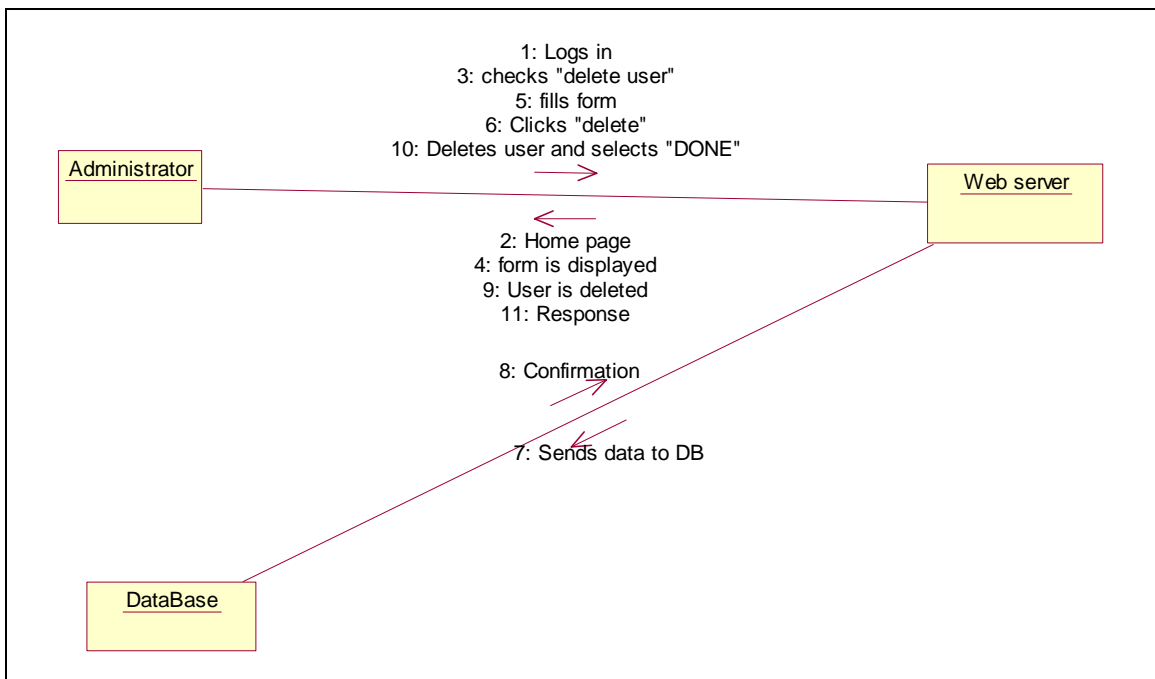 1: Logs in
3: checks "delete user"
5: fills form
6: Clicks "delete"
10: Deletes user and selects "DONE"
Administrator
Web server
2: Home page
4: form is displayed
9: User is deleted
11: Response
8: Confirmation
7: Sends data to DB
DataBase